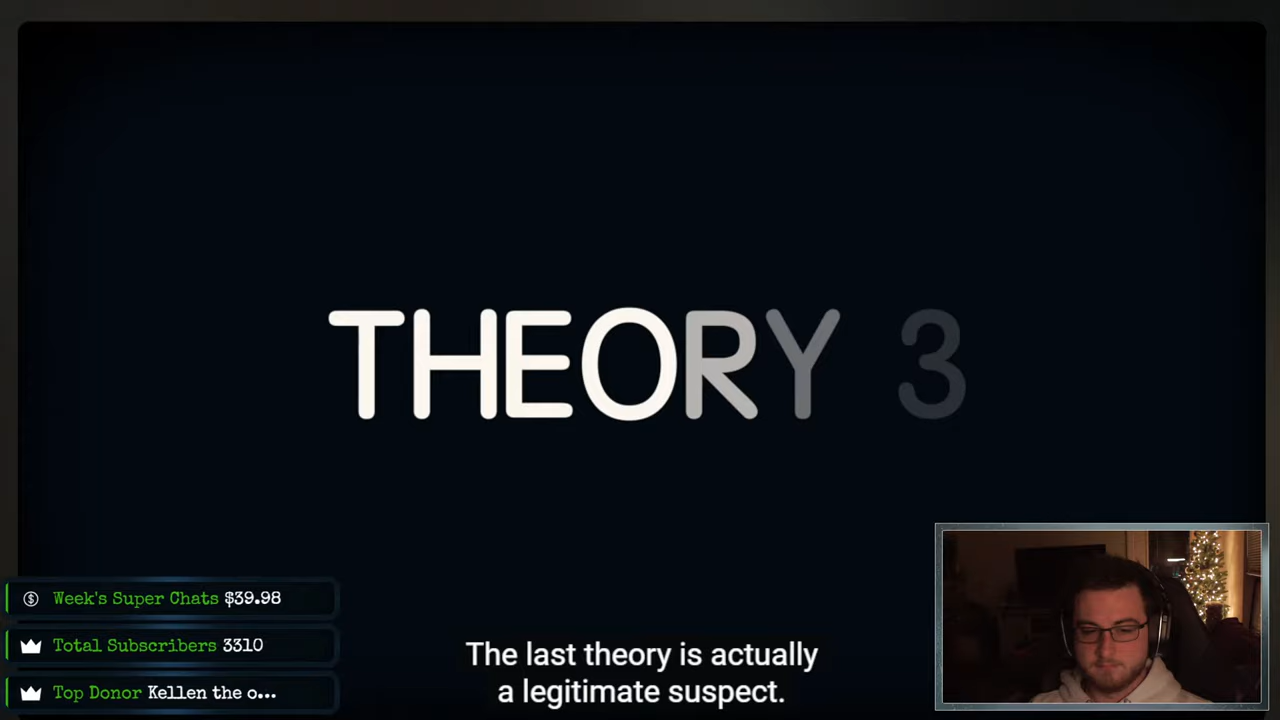 THEORY 3
Week's Super Chats $39.98
Total Subscribers 3310
Top Donor Kellen the o...
The last theory is actually
a legitimate suspect.